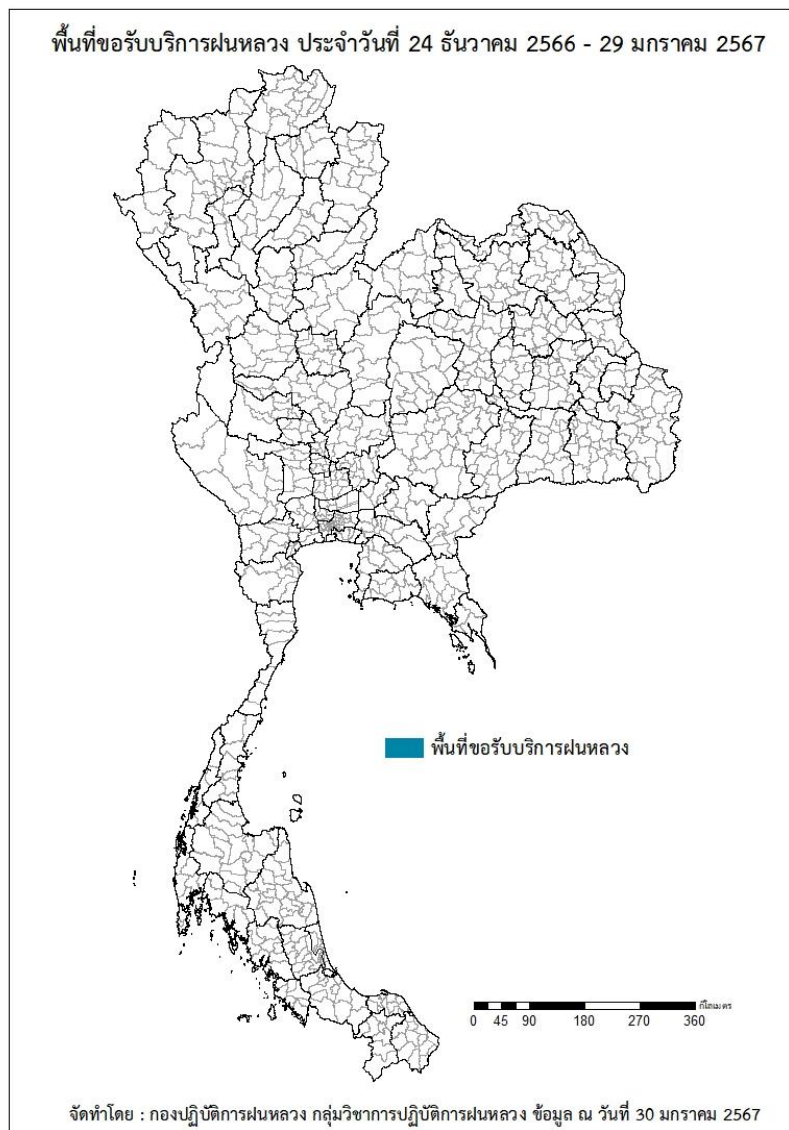 พื้นที่ขอรับบริการฝนหลวง ประจำวันที่ 24 ธันวาคม 2566 - 29 มกราคม 2567
พื้นที่ขอรับบริการฝนหลวง
กิโลเมตร
0 45 90 180 270 360
จัดทำโดย : กองปฏิบัติการฝนหลวง กลุ่มวิชาการปฏิบัติการฝนหลวง ข้อมูล ณ วันที่ 30 มกราคม 2567